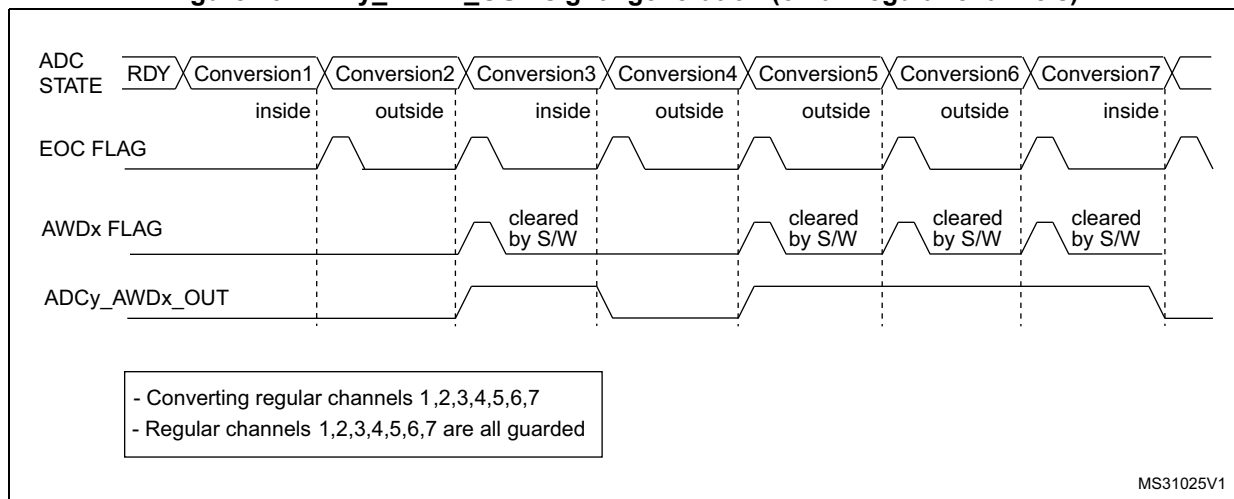 ADC STATE RDY Conversion1 Conversion2 Conversion3 Conversion4 Conversion5 Conversion6 Conversion7
inside outside inside outside outside outside inside
EOC FLAG
AWDx FLAG
cleared by S/W
cleared by S/W
cleared by S/W
cleared by S/W
ADCy_AWDx_OUT
- Converting regular channels 1,2,3,4,5,6,7
- Regular channels 1,2,3,4,5,6,7 are all guarded
MS31025V1